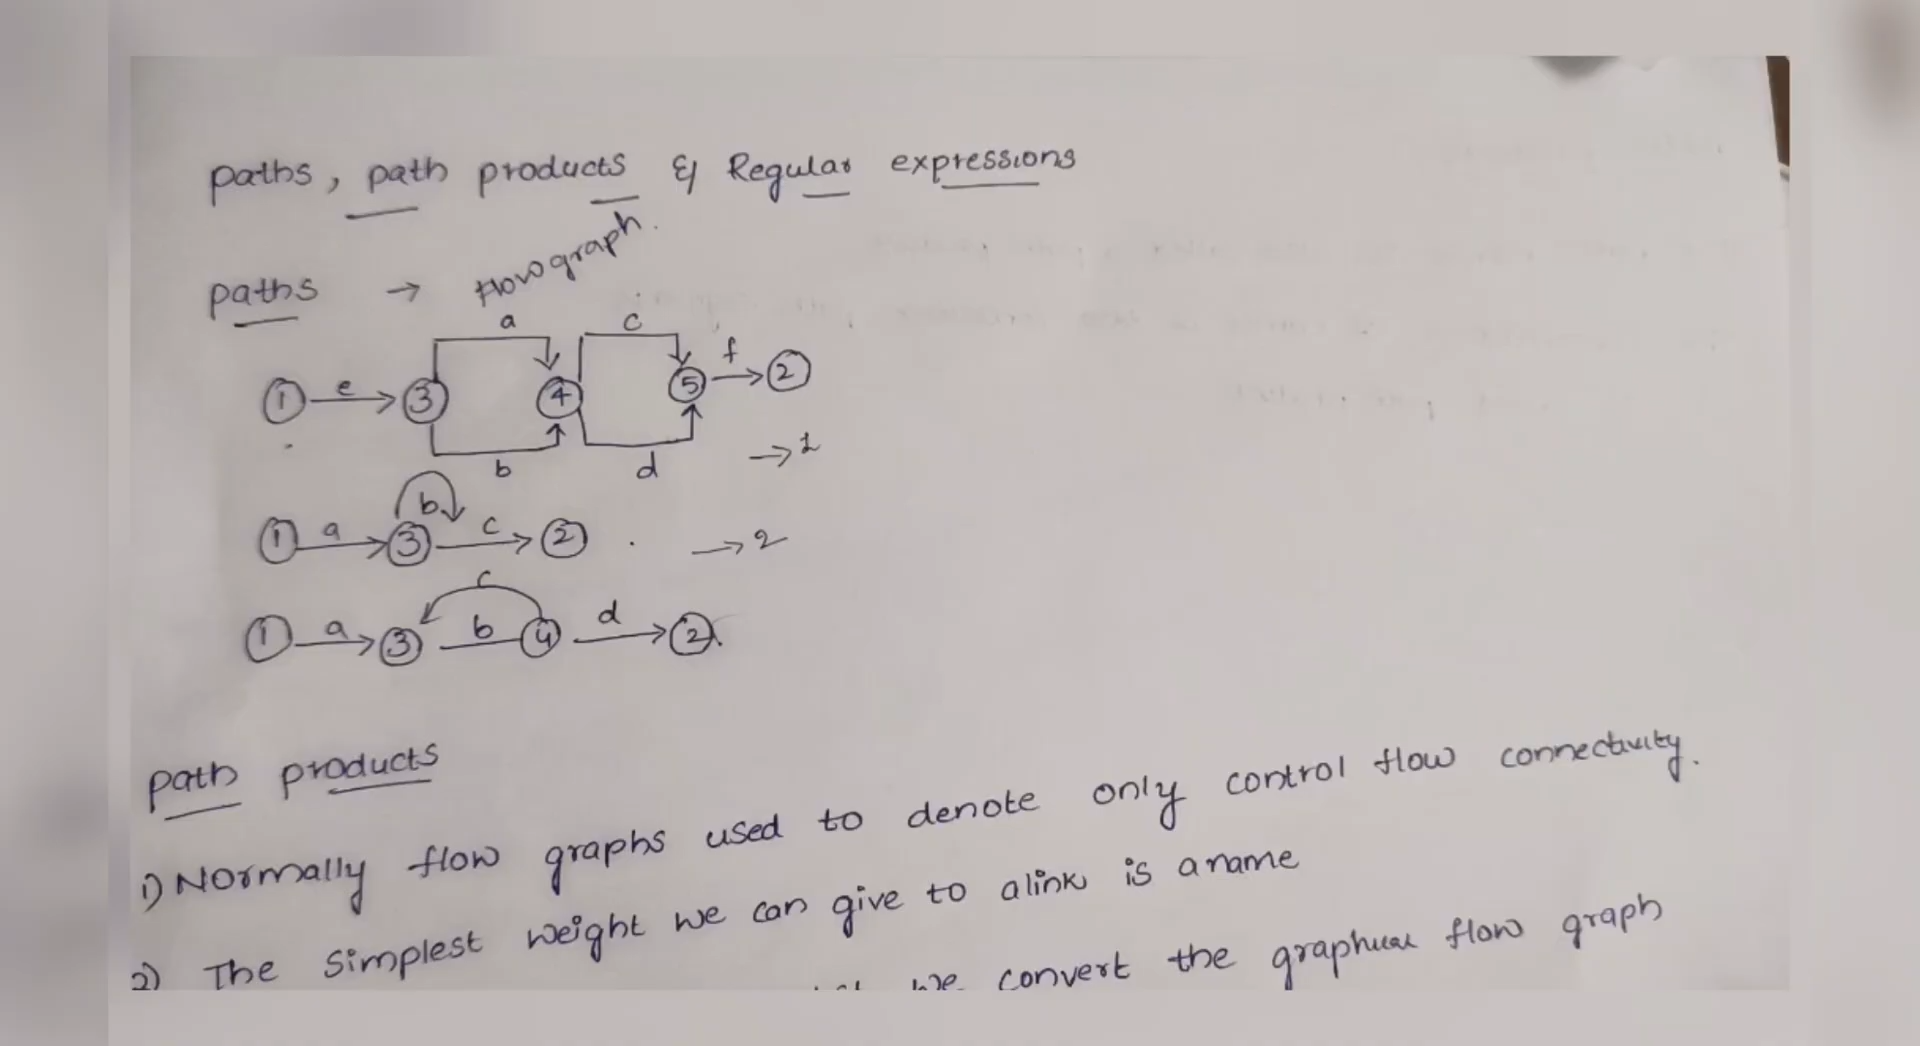 paths, path products & Regular expressions
paths → flowgraph.
a c
1 e 3 4 5 f 2
b d → 1
b
1 a 3 c 2 . → 2
c
1 a 3 b 4 d 2.
path products
1) Normally flow graphs used to denote only control flow connectivity.
2) The simplest weight we can give to alink is aname
we convert the graphical flow graph